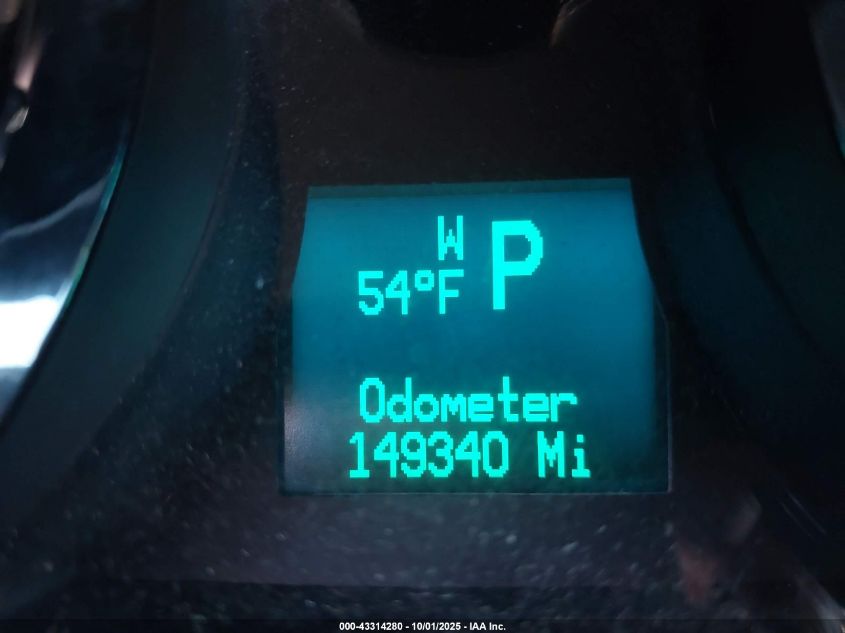 W P
54°F
Odometer
149340 Mi
000-43314280 - 10/01/2025 - IAA Inc.